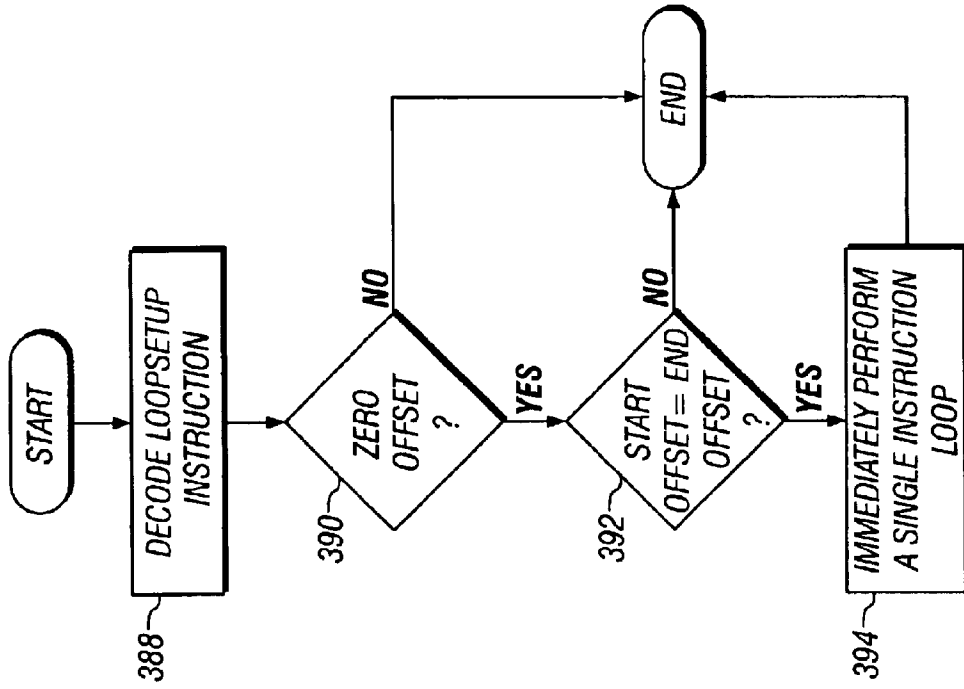 START
DECODE LOOPSETUP
INSTRUCTION
388
ZERO
OFFSET
?
390
NO
YES
START
OFFSET = END
OFFSET
?
392
NO
YES
END
IMMEDIATELY PERFORM
A SINGLE INSTRUCTION
LOOP
394